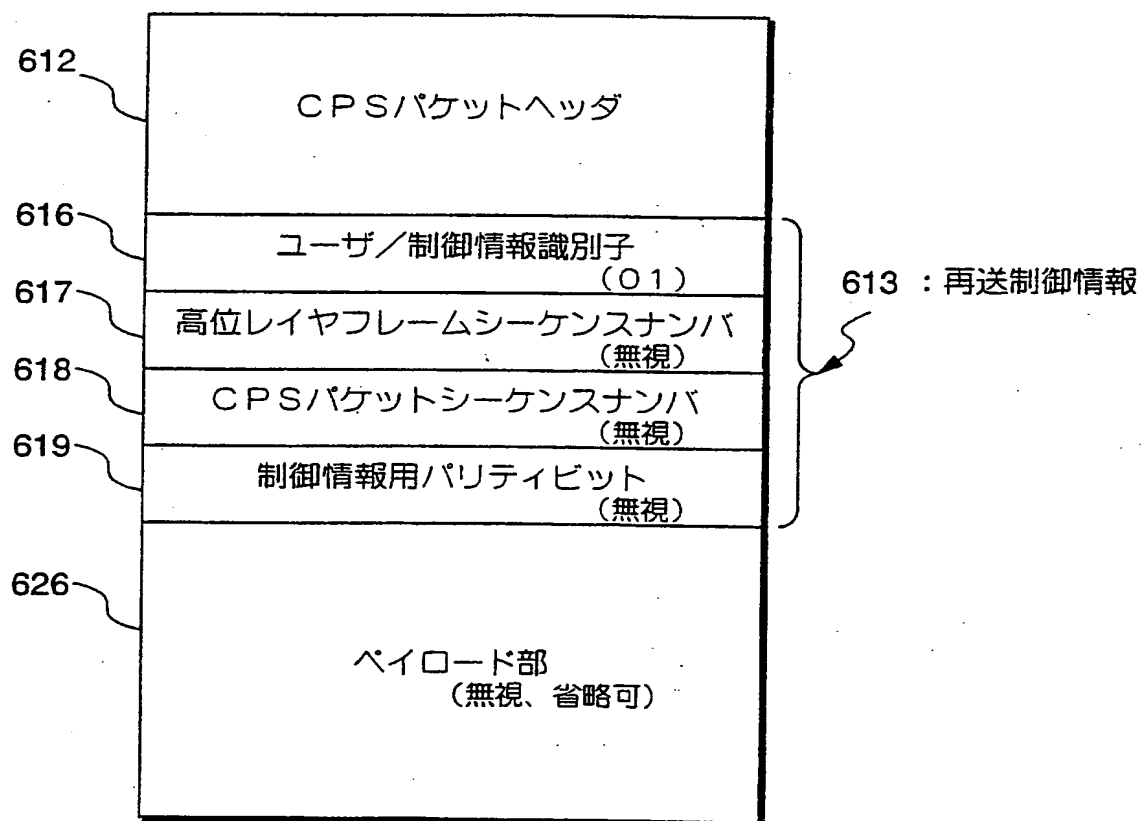 612
CPSパケットヘッダ
616
ユーザ/制御情報識別子
(01)
613 :再送制御情報
617
高位レイヤフレームシーケンスナンバ
(無視)
618
CPSパケットシーケンスナンバ
(無視)
619
制御情報用パリティビット
(無視)
626
ペイロード部
(無視、省略可)